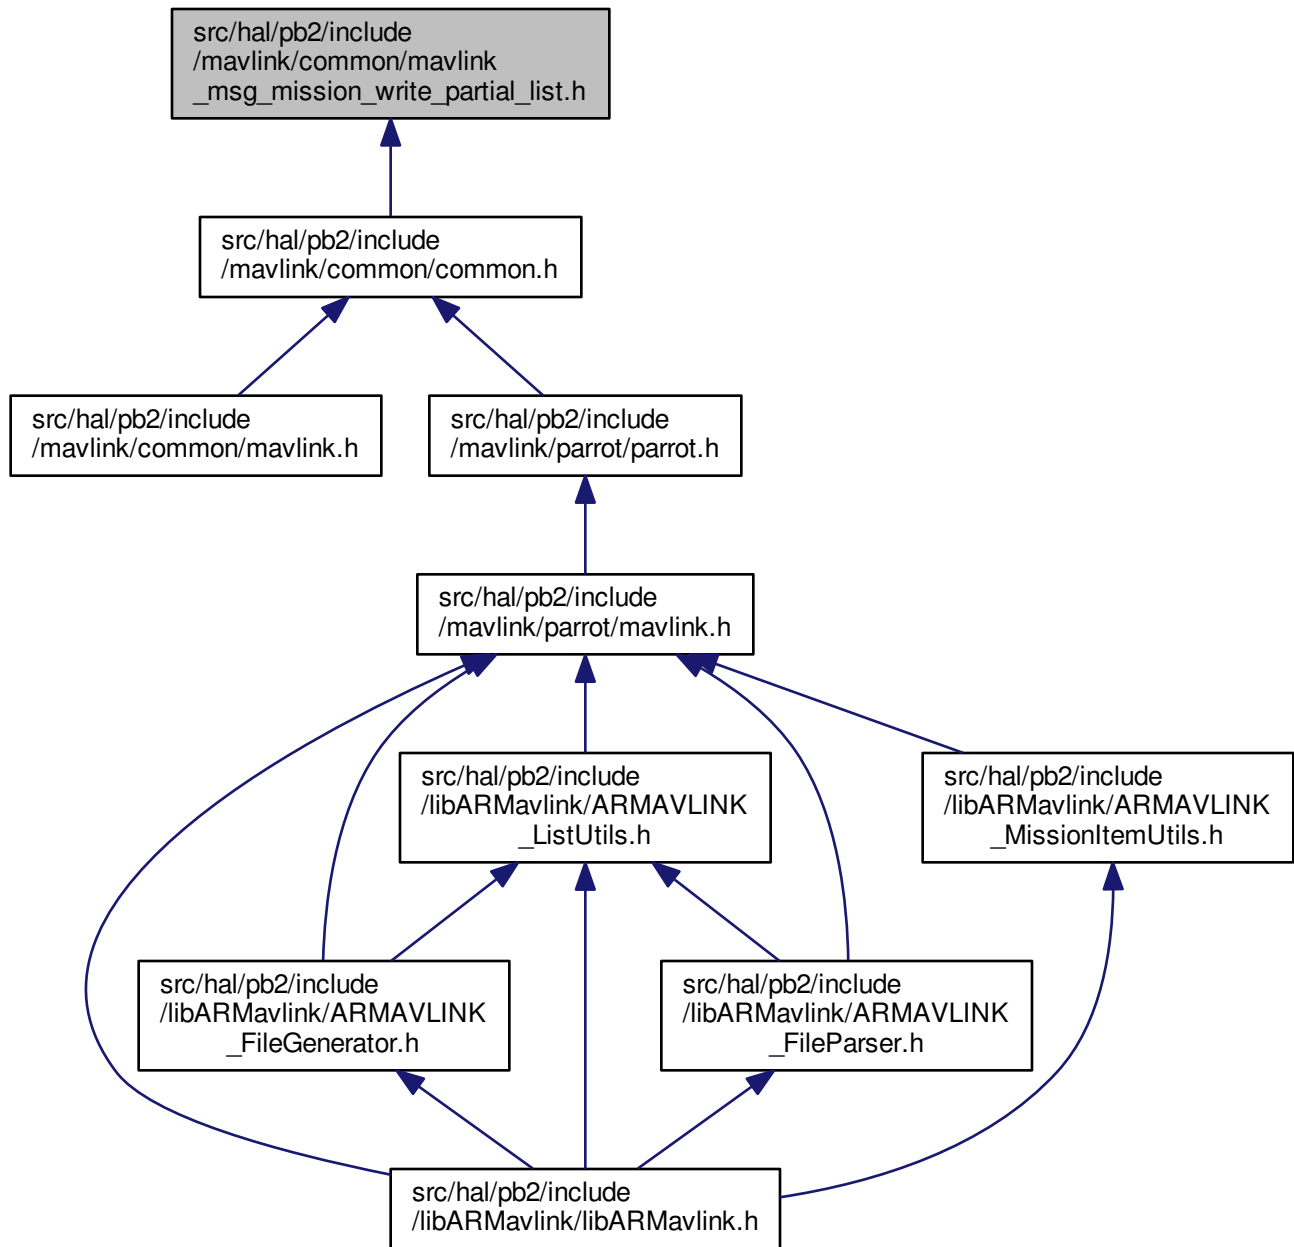 src/hal/pb2/include
/mavlink/common/mavlink
_msg_mission_write_partial_list.h
src/hal/pb2/include
/mavlink/common/common.h
src/hal/pb2/include
/mavlink/common/mavlink.h
src/hal/pb2/include
/mavlink/parrot/parrot.h
src/hal/pb2/include
/mavlink/parrot/mavlink.h
src/hal/pb2/include
/libARMavlink/ARMAVLINK
_ListUtils.h
src/hal/pb2/include
/libARMavlink/ARMAVLINK
_MissionItemUtils.h
src/hal/pb2/include
/libARMavlink/ARMAVLINK
_FileGenerator.h
src/hal/pb2/include
/libARMavlink/ARMAVLINK
_FileParser.h
src/hal/pb2/include
/libARMavlink/libARMavlink.h